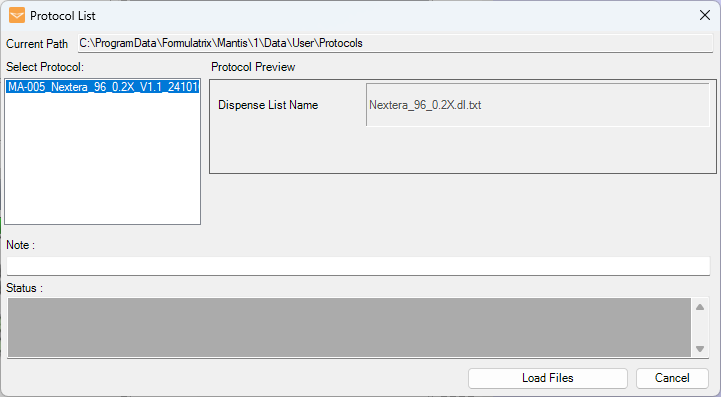 Protocol List
Current Path C:\ProgramData\Formulatrix\Mantis\1\Data\User\Protocols
Select Protocol:
MA-005_Nextera_96_0.2X_V1.1_24101
Protocol Preview
Dispense List Name Nextera_96_0.2X.dl.txt
Note :
Status :
Load Files Cancel